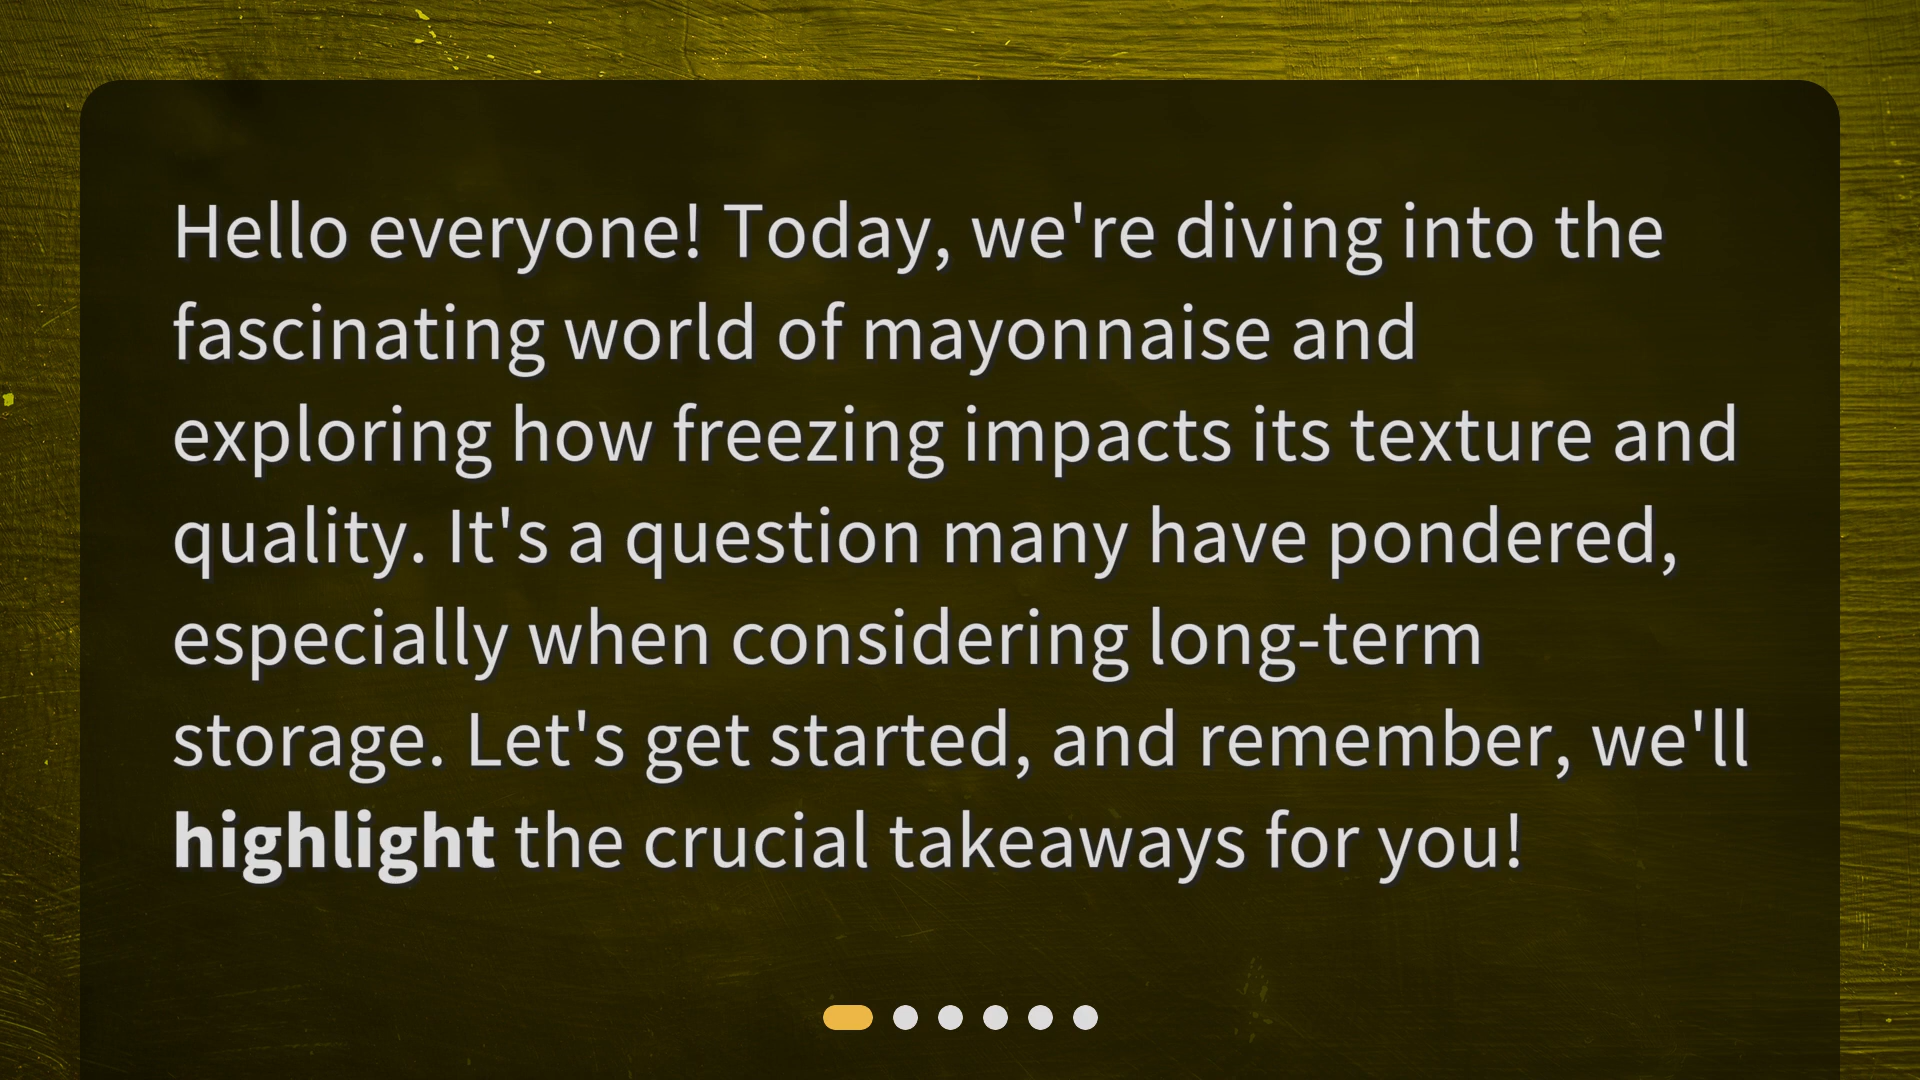 Hello everyone! Today, we're diving into the
fascinating world of mayonnaise and
exploring how freezing impacts its texture and
quality. It's a question many have pondered,
especially when considering long-term
storage. Let's get started, and remember, we'll
highlight the crucial takeaways for you!